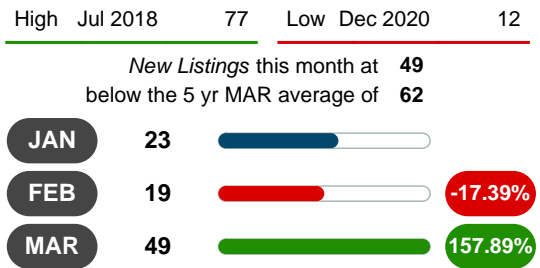 High Jul 2018 77 Low Dec 2020 12
New Listings this month at 49
below the 5 yr MAR average of 62
JAN 23
FEB 19 -17.39%
MAR 49 157.89%